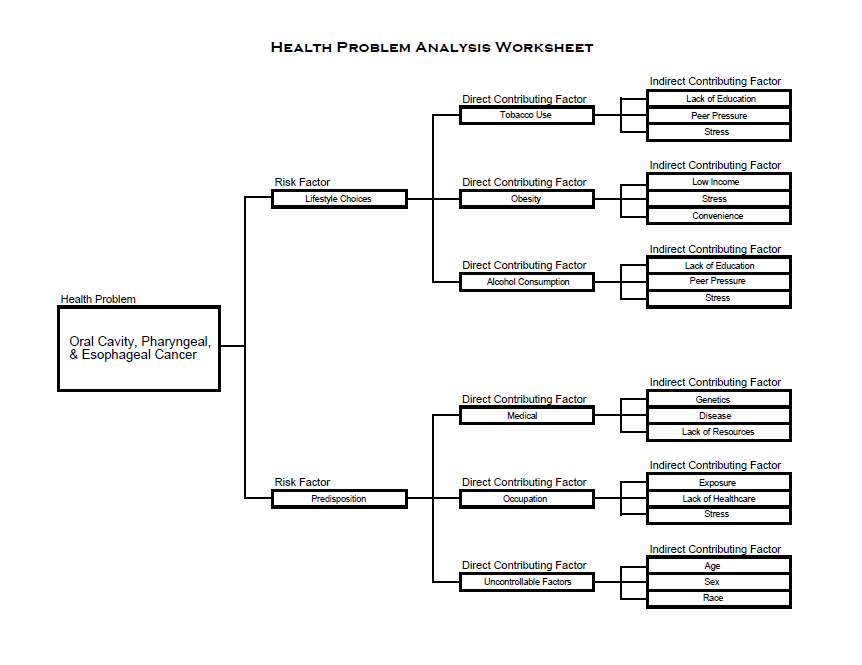 Health Problem Analysis Worksheet
Health Problem
Oral Cavity, Pharyngeal,
& Esophageal Cancer
Risk Factor
Lifestyle Choices
Direct Contributing Factor
Tobacco Use
Indirect Contributing Factor
Lack of Education
Peer Pressure
Stress
Direct Contributing Factor
Obesity
Indirect Contributing Factor
Low Income
Stress
Convenience
Direct Contributing Factor
Alcohol Consumption
Indirect Contributing Factor
Lack of Education
Peer Pressure
Stress
Risk Factor
Predisposition
Direct Contributing Factor
Medical
Indirect Contributing Factor
Genetics
Disease
Lack of Resources
Direct Contributing Factor
Occupation
Indirect Contributing Factor
Exposure
Lack of Healthcare
Stress
Direct Contributing Factor
Uncontrollable Factors
Indirect Contributing Factor
Age
Sex
Race